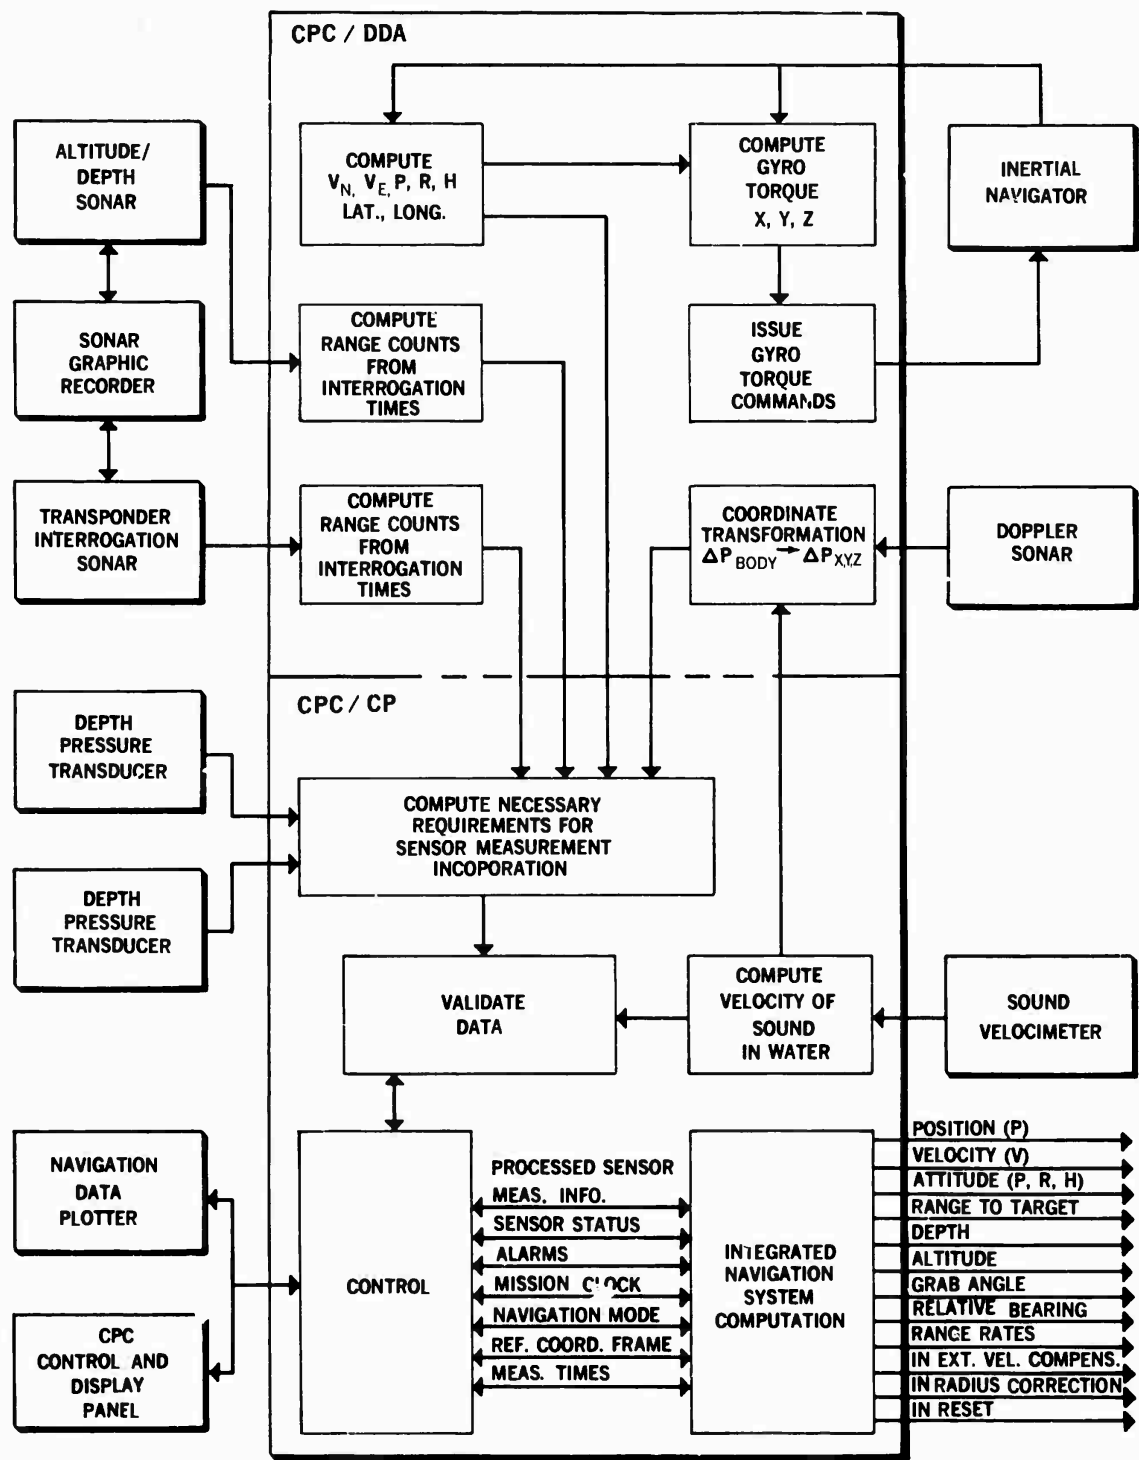 CPC / DDA
ALTITUDE/
DEPTH
SONAR
COMPUTE
VN, VE, P, R, H
LAT., LONG.
COMPUTE
GYRO
TORQUE
X, Y, Z
INERTIAL
NAVIGATOR
SONAR
GRAPHIC
RECORDER
COMPUTE
RANGE COUNTS
FROM
INTERROGATION
TIMES
ISSUE
GYRO
TORQUE
COMMANDS
TRANSPONDER
INTERROGATION
SONAR
COMPUTE
RANGE COUNTS
FROM
INTERROGATION
TIMES
COORDINATE
TRANSFORMATION
ΔP BODY → ΔP X,Y,Z
DOPPLER
SONAR
CPC / CP
DEPTH
PRESSURE
TRANSDUCER
COMPUTE NECESSARY
REQUIREMENTS FOR
SENSOR MEASUREMENT
INCOPORATION
DEPTH
PRESSURE
TRANSDUCER
VALIDATE
DATA
COMPUTE
VELOCITY OF
SOUND
IN WATER
SOUND
VELOCIMETER
NAVIGATION
DATA
PLOTTER
CPC
CONTROL AND
DISPLAY
PANEL
CONTROL
PROCESSED SENSOR
MEAS. INFO.
SENSOR STATUS
ALARMS
MISSION CLOCK
NAVIGATION MODE
REF. COORD. FRAME
MEAS. TIMES
INTEGRATED
NAVIGATION
SYSTEM
COMPUTATION
POSITION (P)
VELOCITY (V)
ATTITUDE (P, R, H)
RANGE TO TARGET
DEPTH
ALTITUDE
GRAB ANGLE
RELATIVE BEARING
RANGE RATES
IN EXT. VEL. COMPENS.
IN RADIUS CORRECTION
IN RESET